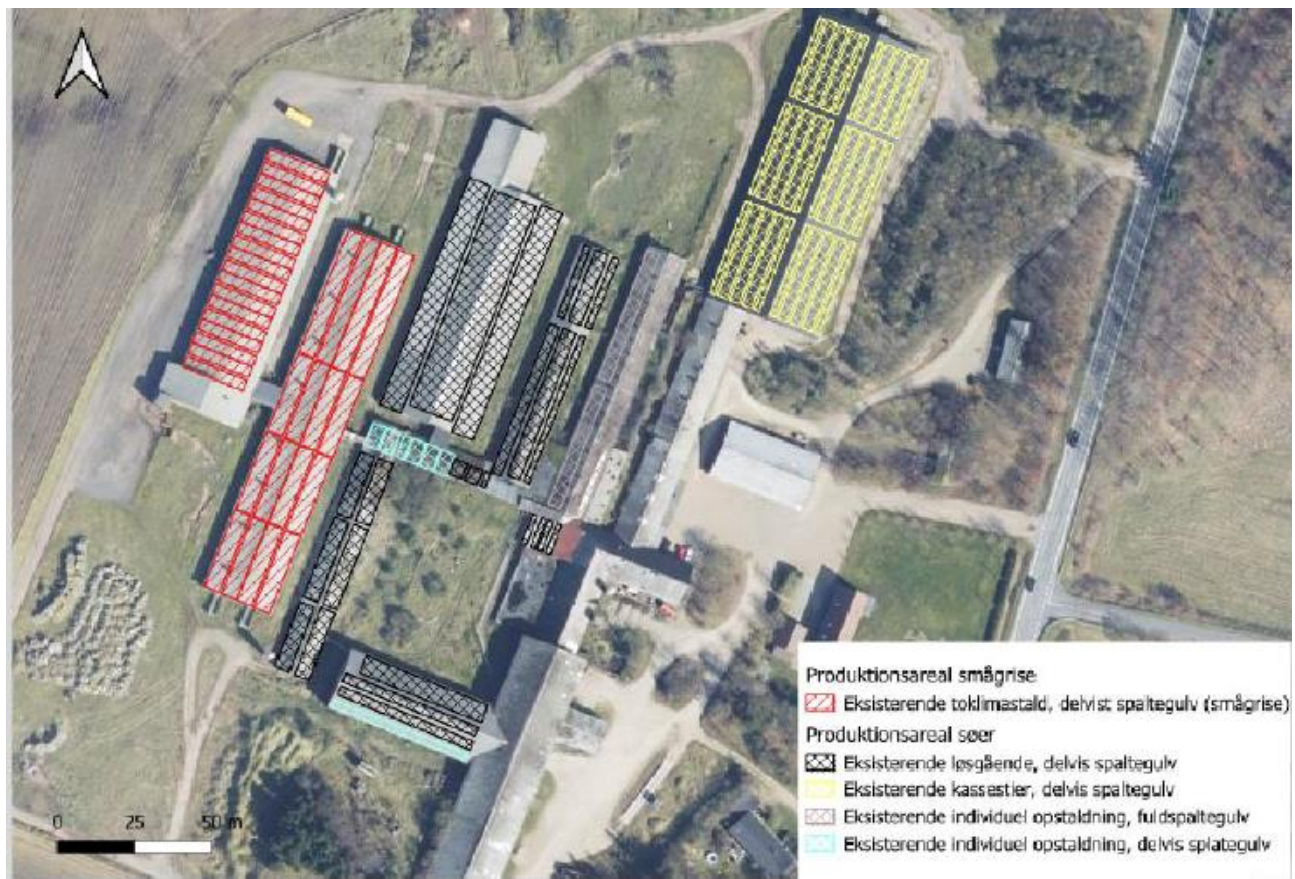 0 25 50 m
Produktionsareal smågrise
Eksisterende toklimastald, delvist spaltegulv (smågrise)
Produktionsareal søer
Eksisterende løsgående, delvis spaltegulv
Eksisterende kassestier, delvis spaltegulv
Eksisterende individuel opstaldning, fuldspaltegulv
Eksisterende individuel opstaldning, delvis splategulv